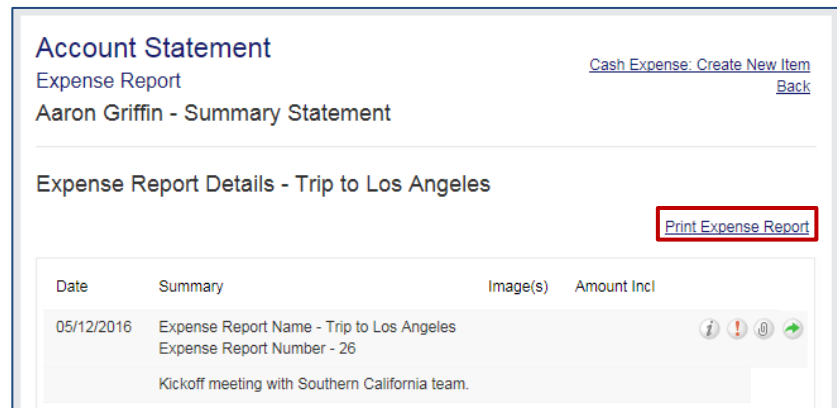 Account Statement
Expense Report
Cash Expense: Create New Item
Back
Aaron Griffin - Summary Statement
Expense Report Details - Trip to Los Angeles
Print Expense Report
Date Summary Image(s) Amount Incl
05/12/2016 Expense Report Name - Trip to Los Angeles
Expense Report Number - 26
Kickoff meeting with Southern California team.